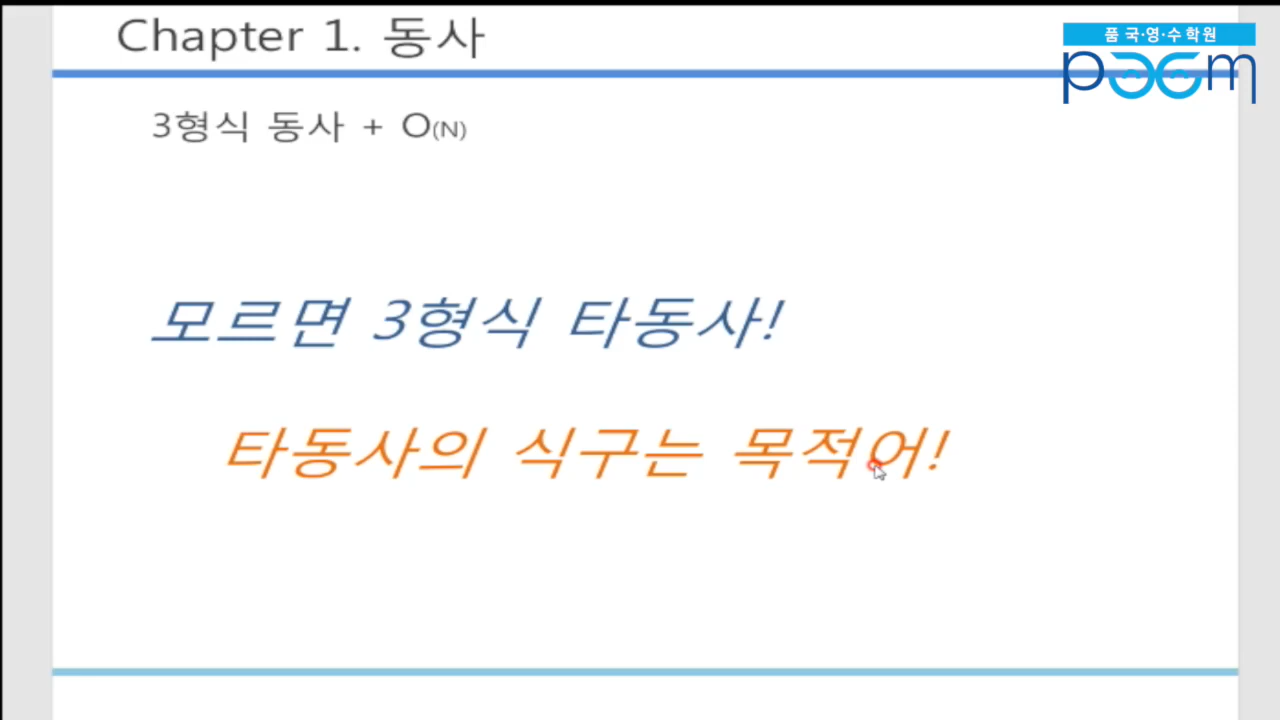 Chapter 1. 동사
품 국·영·수 학원
poom
3형식 동사 + O(N)
모르면 3형식 타동사!
타동사의 식구는 목적어!